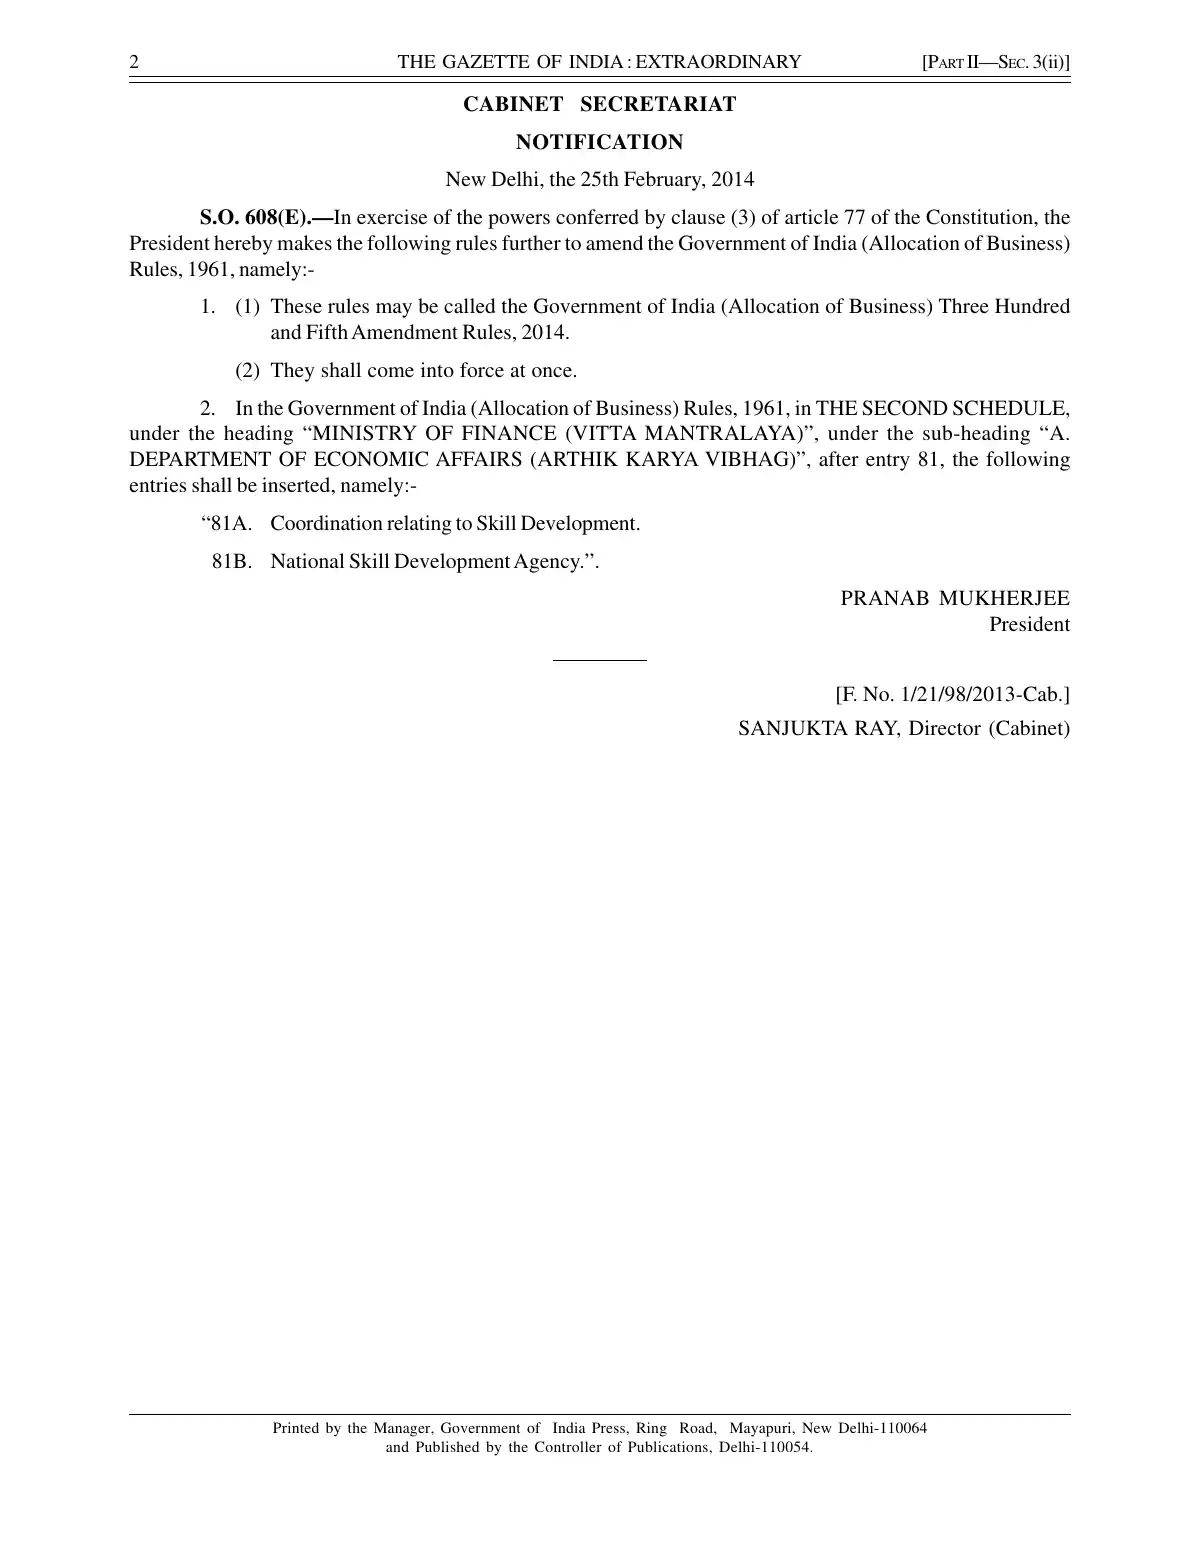 2 THE GAZETTE OF INDIA : EXTRAORDINARY [PART II—SEC. 3(ii)]
CABINET SECRETARIAT
NOTIFICATION
New Delhi, the 25th February, 2014
S.O. 608(E).—In exercise of the powers conferred by clause (3) of article 77 of the Constitution, the
President hereby makes the following rules further to amend the Government of India (Allocation of Business)
Rules, 1961, namely:-
1. (1) These rules may be called the Government of India (Allocation of Business) Three Hundred
and Fifth Amendment Rules, 2014.
(2) They shall come into force at once.
2. In the Government of India (Allocation of Business) Rules, 1961, in THE SECOND SCHEDULE,
under the heading “MINISTRY OF FINANCE (VITTA MANTRALAYA)”, under the sub-heading “A.
DEPARTMENT OF ECONOMIC AFFAIRS (ARTHIK KARYA VIBHAG)”, after entry 81, the following
entries shall be inserted, namely:-
“81A. Coordination relating to Skill Development.
81B. National Skill Development Agency.”.
PRANAB MUKHERJEE
President
[F. No. 1/21/98/2013-Cab.]
SANJUKTA RAY, Director (Cabinet)
Printed by the Manager, Government of India Press, Ring Road, Mayapuri, New Delhi-110064
and Published by the Controller of Publications, Delhi-110054.